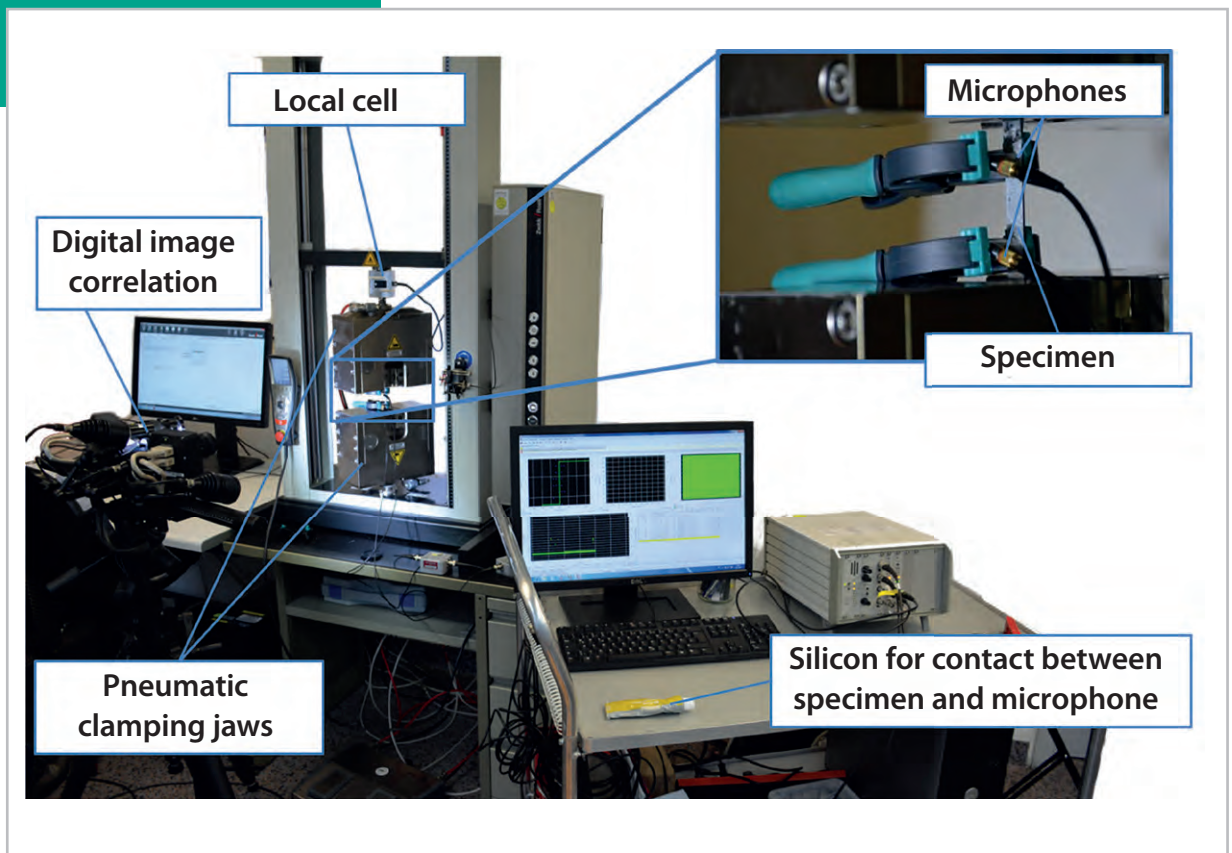 Local cell
Microphones
Digital image
correlation
Specimen
Pneumatic
clamping jaws
Silicon for contact between
specimen and microphone